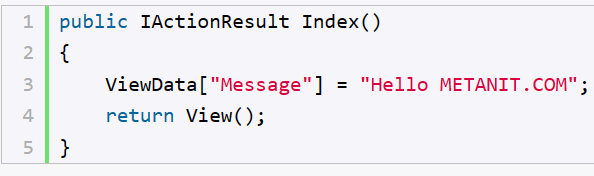 1 public IActionResult Index()
2 {
3     ViewData["Message"] = "Hello METANIT.COM";
4     return View();
5 }